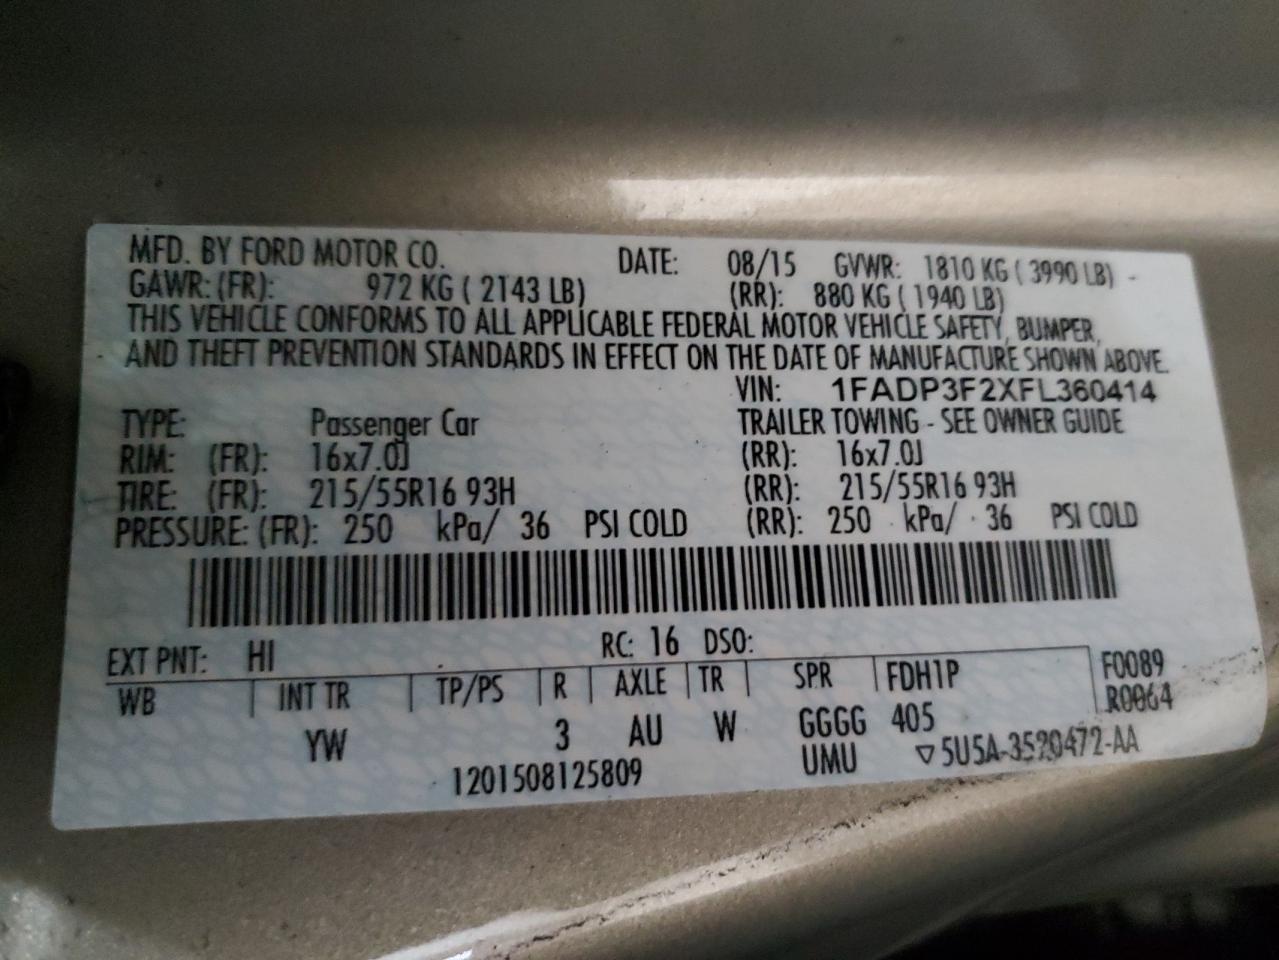 MFD. BY FORD MOTOR CO. DATE: 08/15 GVWR: 1810 KG ( 3990 LB)
GAWR: (FR): 972 KG ( 2143 LB) (RR): 880 KG ( 1940 LB)
THIS VEHICLE CONFORMS TO ALL APPLICABLE FEDERAL MOTOR VEHICLE SAFETY, BUMPER,
AND THEFT PREVENTION STANDARDS IN EFFECT ON THE DATE OF MANUFACTURE SHOWN ABOVE.
VIN: 1FADP3F2XFL360414
TYPE: Passenger Car TRAILER TOWING - SEE OWNER GUIDE
RIM: (FR): 16x7.0J (RR): 16x7.0J
TIRE: (FR): 215/55R16 93H (RR): 215/55R16 93H
PRESSURE: (FR): 250 kPa/ 36 PSI COLD (RR): 250 kPa/ 36 PSI COLD
EXT PNT: HI RC: 16 DSO:
WB INT TR TP/PS R AXLE TR SPR FDH1P F0089
R0064
YW 3 AU W GGGG 405
1201508125809 UMU ▽5U5A-3520472-AA